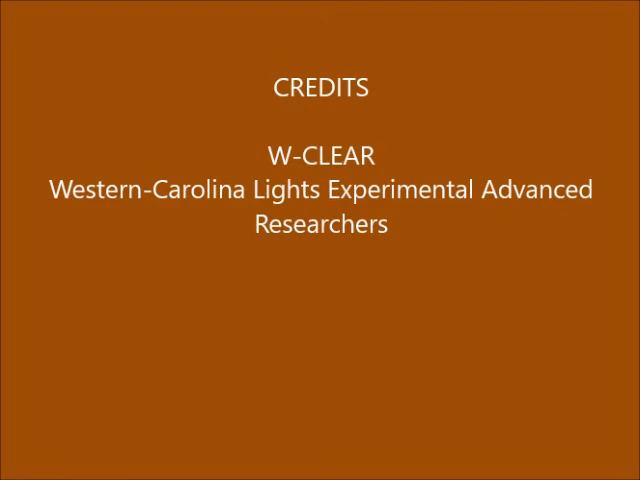 CREDITS
W-CLEAR
Western-Carolina Lights Experimental Advanced
Researchers